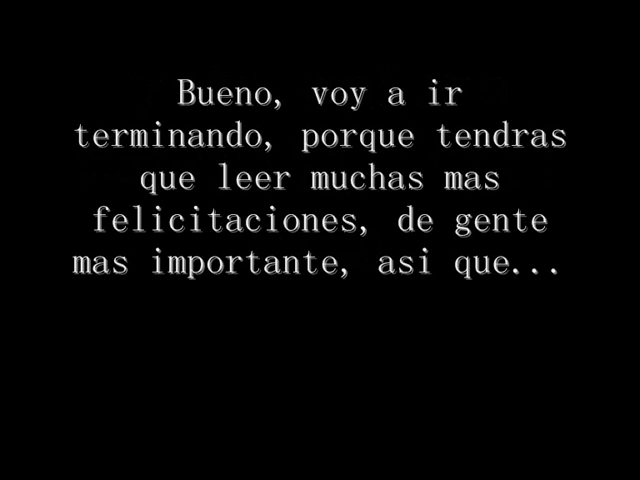 Bueno, voy a ir
terminando, porque tendras
que leer muchas mas
felicitaciones, de gente
mas importante, asi que...